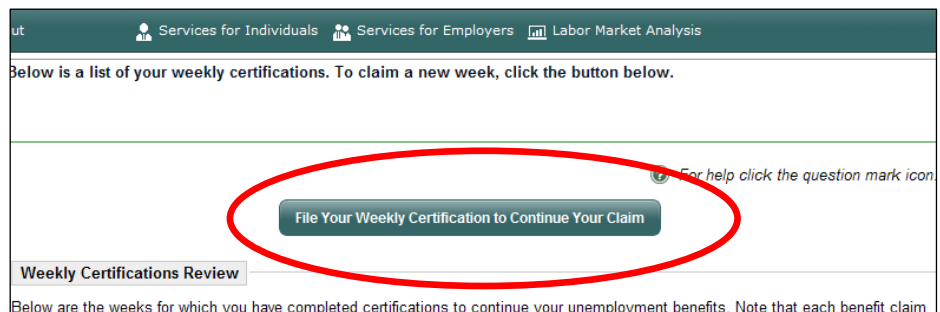 ut Services for Individuals Services for Employers Labor Market Analysis
Below is a list of your weekly certifications. To claim a new week, click the button below.
? For help click the question mark icon.
File Your Weekly Certification to Continue Your Claim
Weekly Certifications Review
Below are the weeks for which you have completed certifications to continue your unemployment benefits. Note that each benefit claim